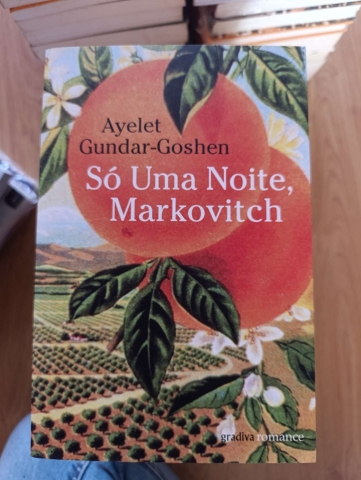 Ayelet
Gundar-Goshen
Só Uma Noite,
Markovitch
gradiva romance